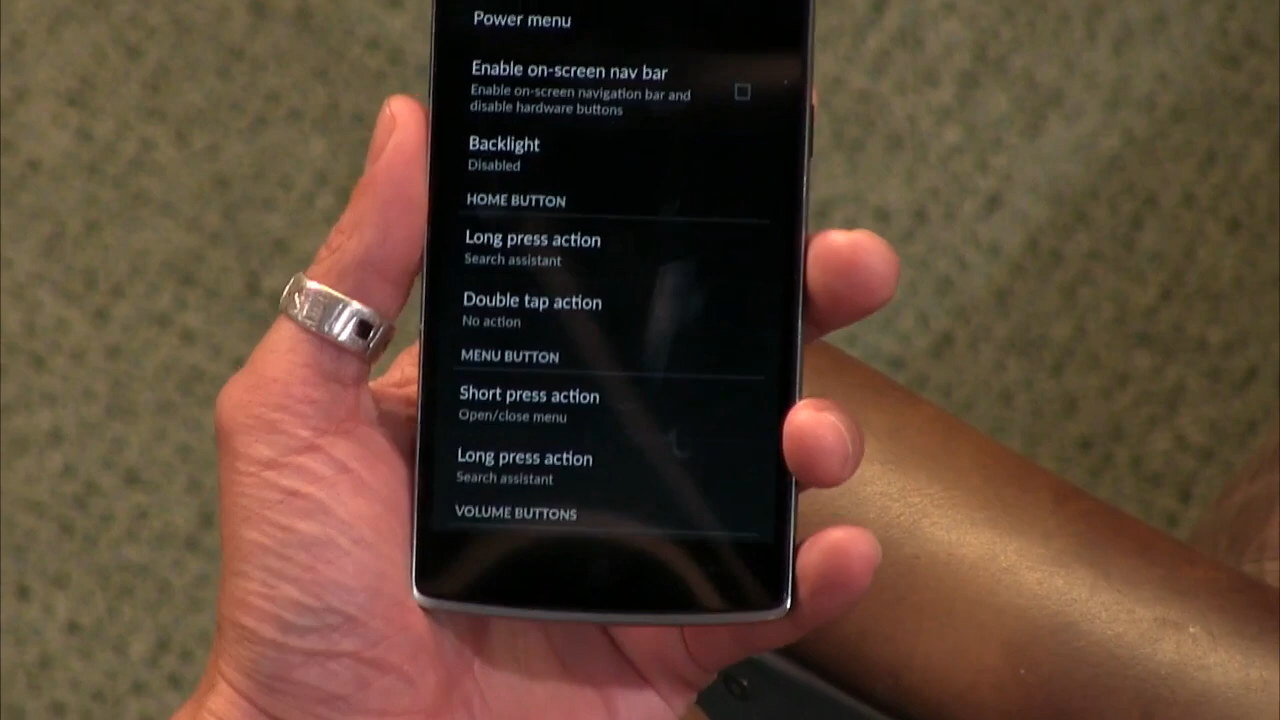 Power menu
Enable on-screen nav bar
Enable on-screen navigation bar and
disable hardware buttons
Backlight
Disabled
HOME BUTTON
Long press action
Search assistant
Double tap action
No action
MENU BUTTON
Short press action
Open/close menu
Long press action
Search assistant
VOLUME BUTTONS